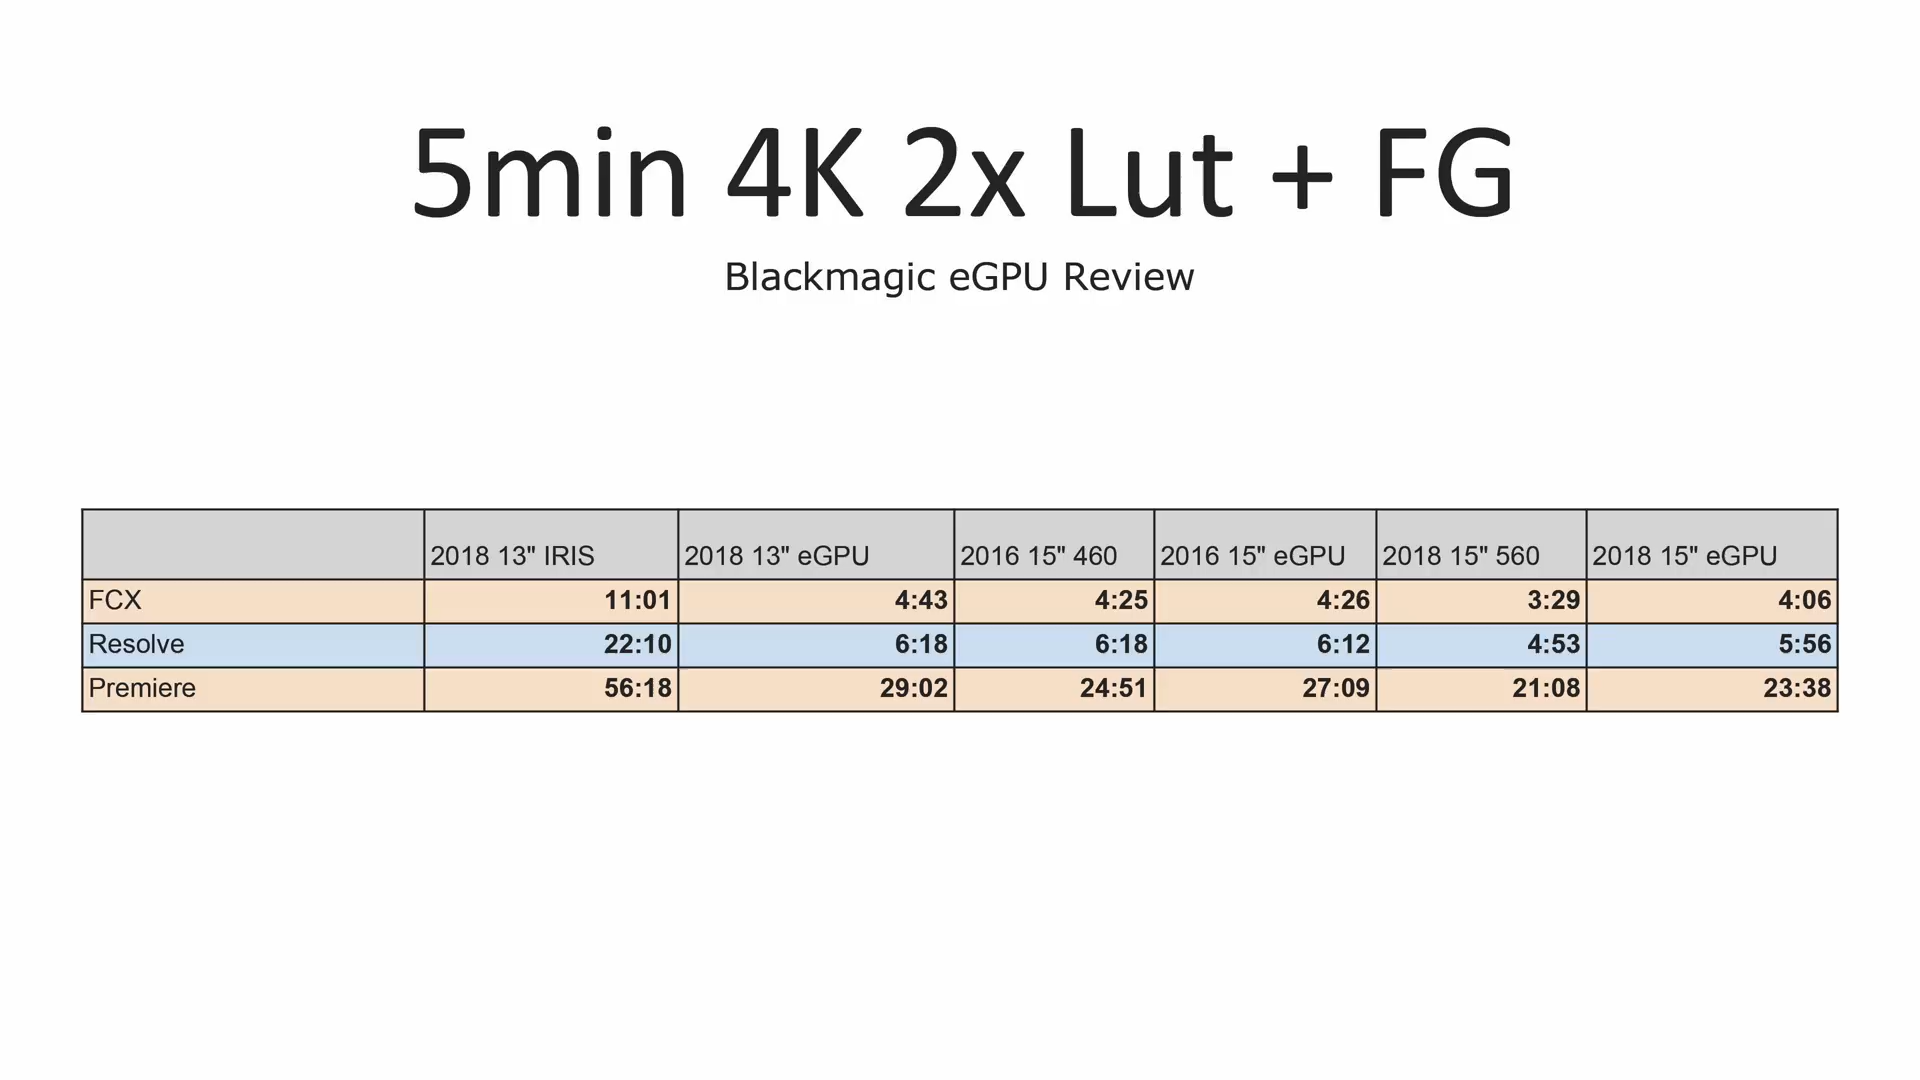 5min 4K 2x Lut + FG
Blackmagic eGPU Review
2018 13" IRIS 2018 13" eGPU 2016 15" 460 2016 15" eGPU 2018 15" 560 2018 15" eGPU
FCX 11:01 4:43 4:25 4:26 3:29 4:06
Resolve 22:10 6:18 6:18 6:12 4:53 5:56
Premiere 56:18 29:02 24:51 27:09 21:08 23:38